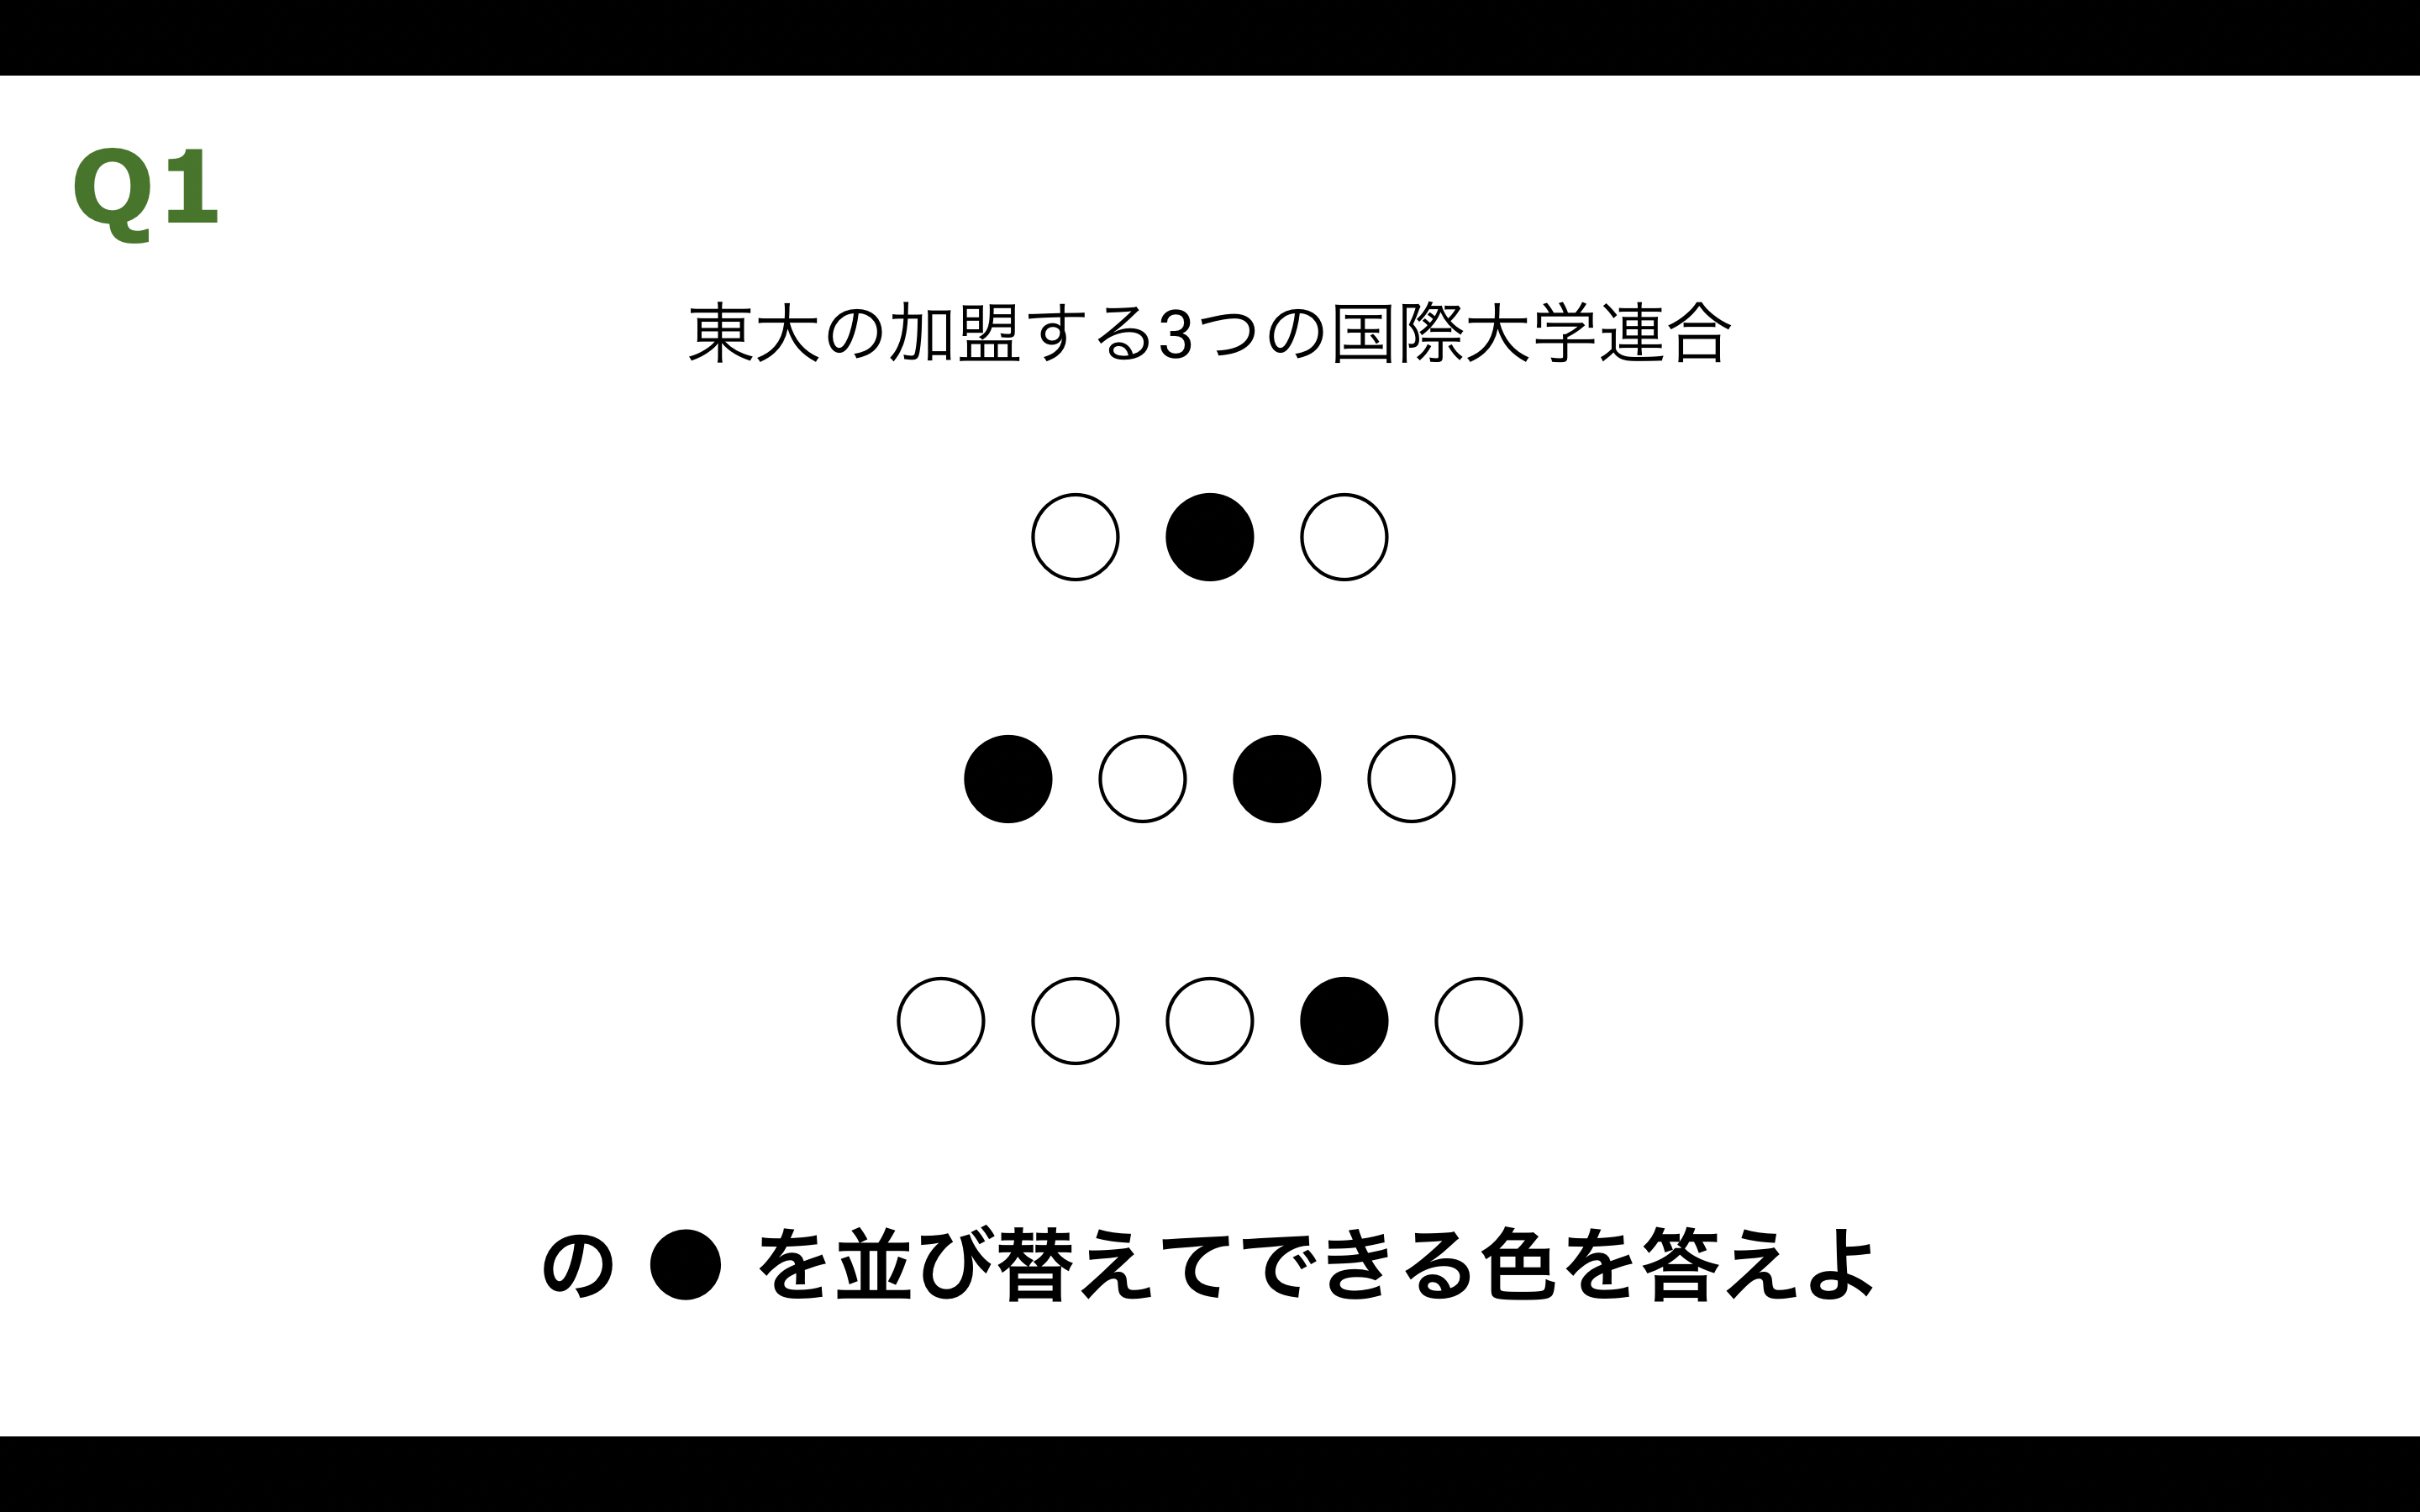 Q1
東大の加盟する3つの国際大学連合
○●○
●○●○
○○○●○
の ● を並び替えてできる色を答えよ